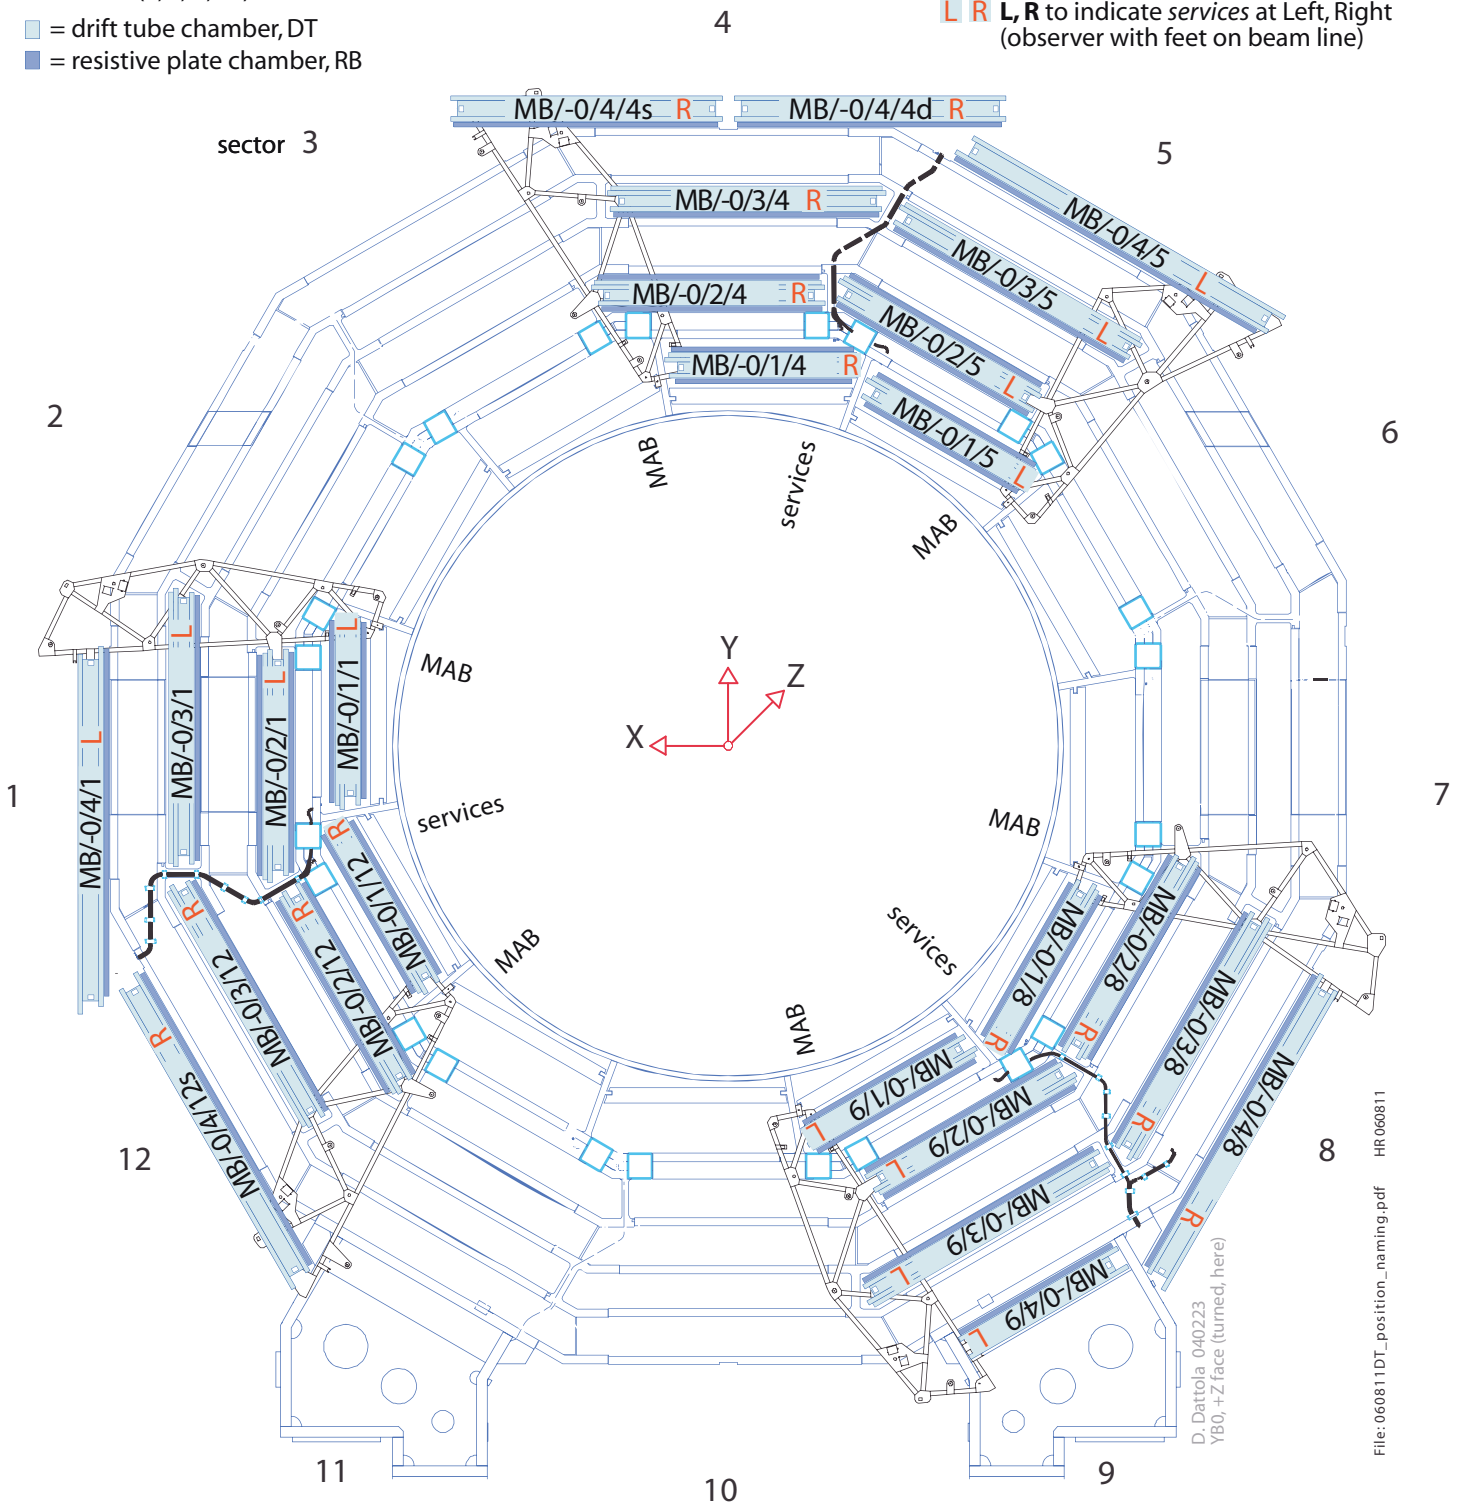 = drift tube chamber, DT
= resistive plate chamber, RB
4
L R L, R to indicate services at Left, Right
(observer with feet on beam line)
MB/-0/4/4s R
MB/-0/4/4d R
sector 3
5
MB/-0/3/4 R
MB/-0/4/5 L
MB/-0/3/5 L
MB/-0/2/4 R
MB/-0/2/5 L
MB/-0/1/4 R
MB/-0/1/5 L
2
6
MAB
services
MAB
MB/-0/4/1 L
MB/-0/3/1 L
MB/-0/2/1 L
MB/-0/1/1 L
MAB
Y
Z
X
1
7
services
MAB
MB/-0/1/12 R
MB/-0/2/12 R
MB/-0/3/12 R
MB/-0/4/12s R
MAB
services
MAB
MB/-0/1/8 R
MB/-0/2/8 R
MB/-0/3/8 R
MB/-0/4/8 R
MB/-0/1/9 L
MB/-0/2/9 L
MB/-0/3/9 L
MB/-0/4/9 L
12
8
D. Dattola 040223
YB0, +Z face (turned, here)
File: 060811DT_position_naming.pdf HR 060811
11
10
9